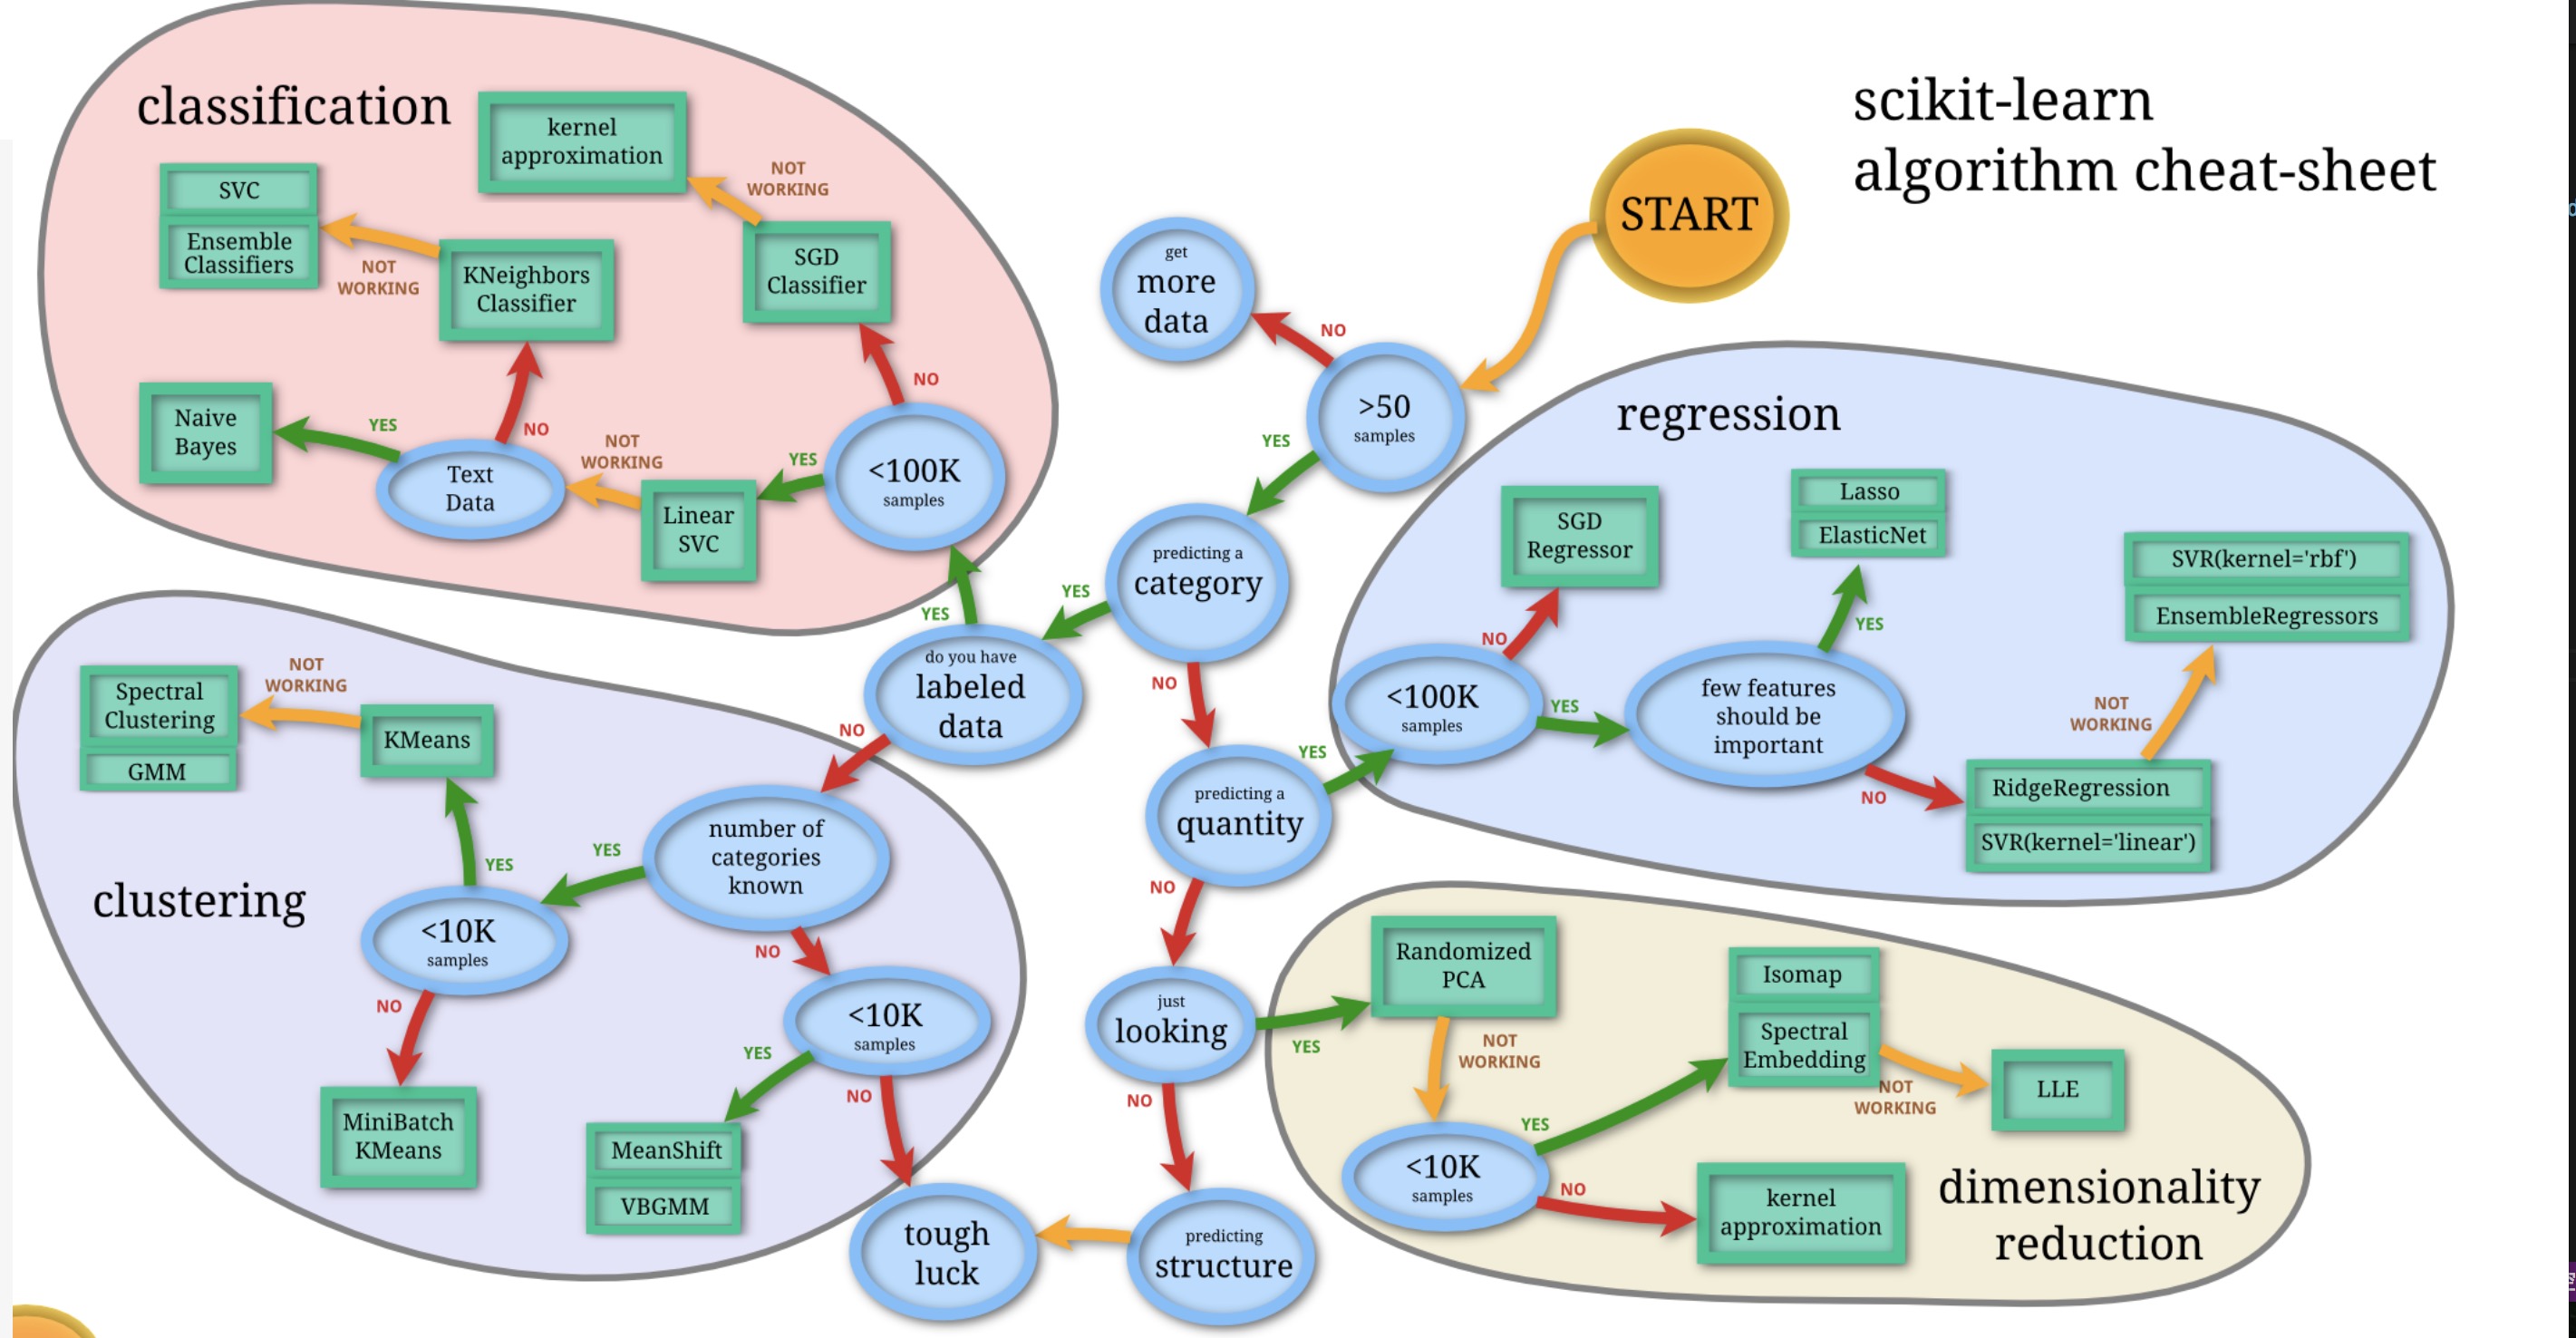 scikit-learn
algorithm cheat-sheet
START
>50
samples
NO
get
more
data
YES
predicting a
category
YES
NO
do you have
labeled
data
YES
NO
classification
<100K
samples
NO
SGD
Classifier
NOT
WORKING
kernel
approximation
YES
Linear
SVC
NOT
WORKING
Text
Data
YES
Naive
Bayes
NO
KNeighbors
Classifier
NOT
WORKING
SVC
Ensemble
Classifiers
clustering
number of
categories
known
YES
<10K
samples
YES
KMeans
NOT
WORKING
Spectral
Clustering
GMM
NO
MiniBatch
KMeans
NO
<10K
samples
YES
MeanShift
VBGMM
NO
tough
luck
predicting a
quantity
YES
NO
regression
<100K
samples
NO
SGD
Regressor
YES
few features
should be
important
YES
Lasso
ElasticNet
NO
RidgeRegression
SVR(kernel='linear')
NOT
WORKING
SVR(kernel='rbf')
EnsembleRegressors
just
looking
YES
NO
predicting
structure
Randomized
PCA
NOT
WORKING
<10K
samples
YES
Isomap
Spectral
Embedding
NOT
WORKING
LLE
NO
kernel
approximation
dimensionality
reduction